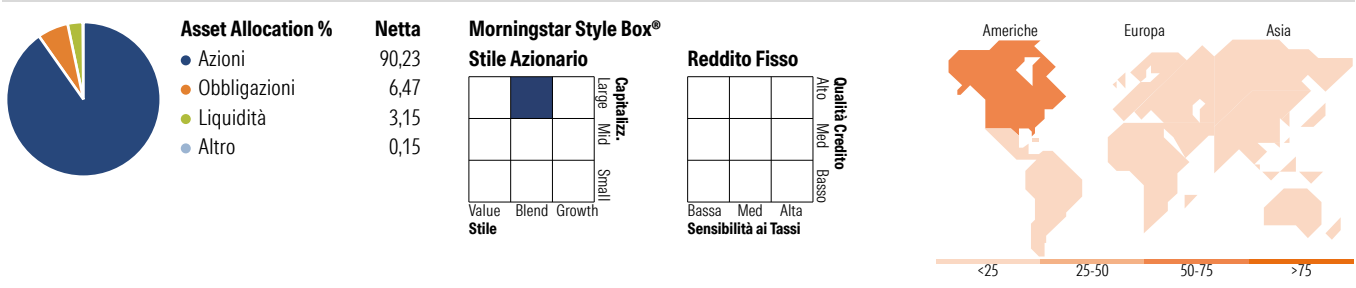 Asset Allocation % Netta
Azioni 90,23
Obbligazioni 6,47
Liquidità 3,15
Altro 0,15
Morningstar Style Box®
Stile Azionario
Large
Mid
Small
Capitalizz.
Value Blend Growth
Stile
Reddito Fisso
Alto
Med
Basso
Qualità Credito
Bassa Med Alta
Sensibilità ai Tassi
Americhe Europa Asia
<25 25-50 50-75 >75